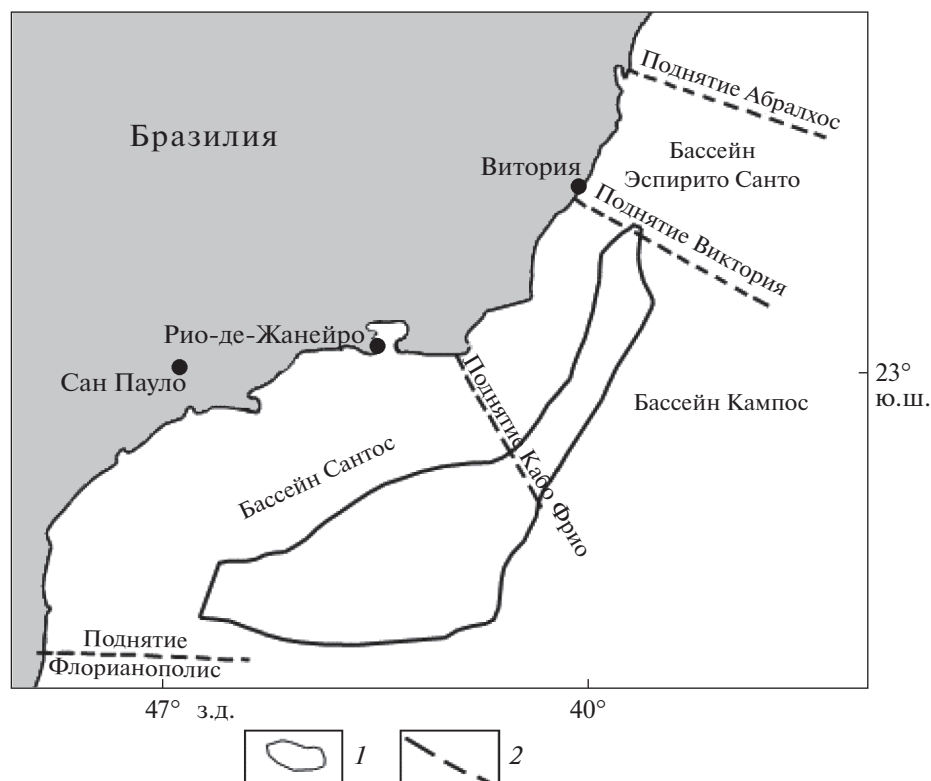 Поднятие Абралхос
Бразилия
Бассейн
Эспирито Санто
Витория
Поднятие Виктория
Рио-де-Жанейро
Сан Пауло
23°
ю.ш.
Поднятие Кабо Фрио
Бассейн Кампос
Бассейн Сантос
Поднятие
Флорианополис
47° з.д.
40°
1
2